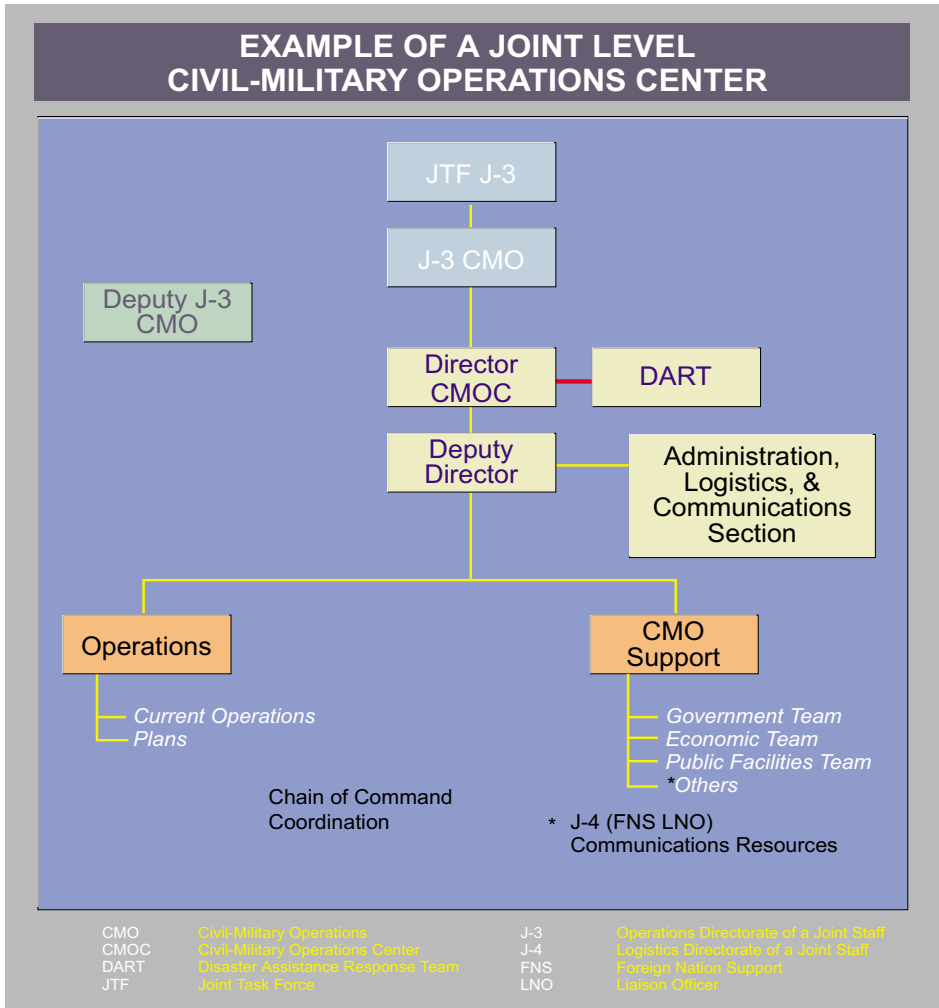 EXAMPLE OF A JOINT LEVEL
CIVIL-MILITARY OPERATIONS CENTER
JTF J-3
J-3 CMO
Deputy J-3
CMO
Director
CMOC
DART
Deputy
Director
Administration,
Logistics, &
Communications
Section
Operations
Current Operations
Plans
CMO
Support
Government Team
Economic Team
Public Facilities Team
*Others
Chain of Command
Coordination
* J-4 (FNS LNO)
Communications Resources
CMO Civil-Military Operations
CMOC Civil-Military Operations Center
DART Disaster Assistance Response Team
JTF Joint Task Force
J-3 Operations Directorate of a Joint Staff
J-4 Logistics Directorate of a Joint Staff
FNS Foreign Nation Support
LNO Liaison Officer